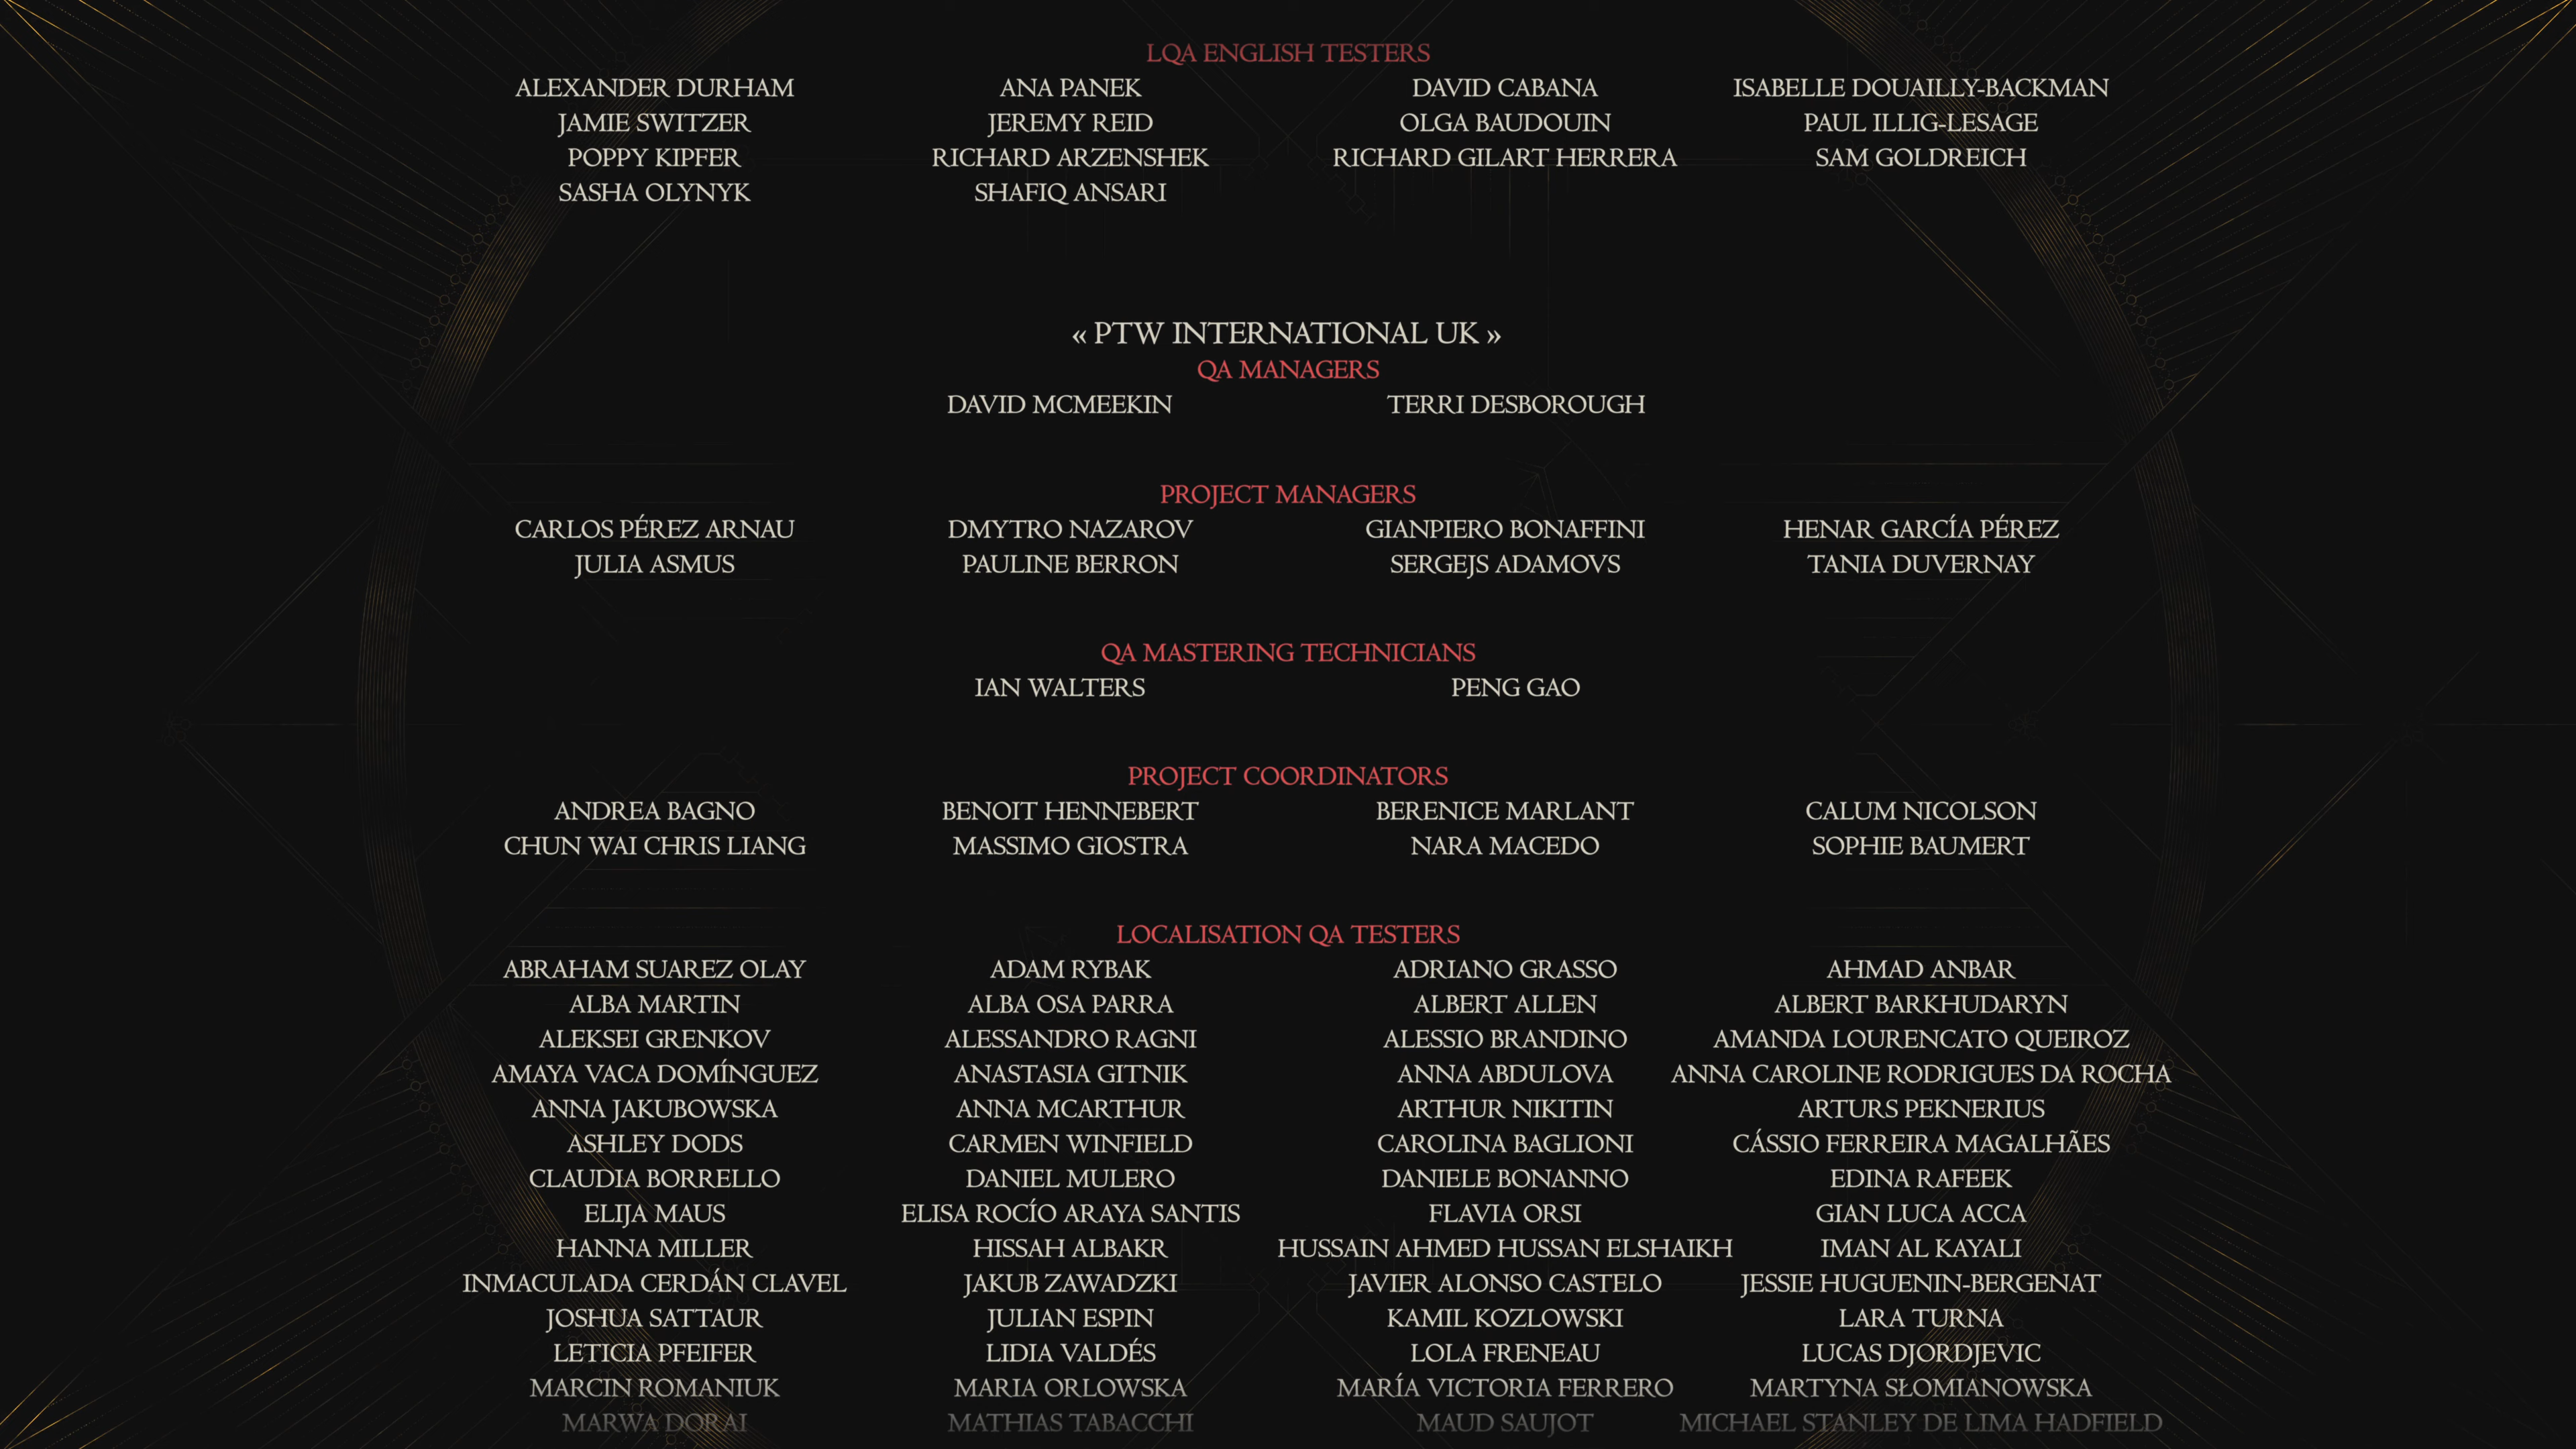 LQA ENGLISH TESTERS
ALEXANDER DURHAM ANA PANEK DAVID CABANA ISABELLE DOUAILLY-BACKMAN
JAMIE SWITZER JEREMY REID OLGA BAUDOUIN PAUL ILLIG-LESAGE
POPPY KIPFER RICHARD ARZENSHEK RICHARD GILART HERRERA SAM GOLDREICH
SASHA OLYNYK SHAFIQ ANSARI
« PTW INTERNATIONAL UK »
QA MANAGERS
DAVID MCMEEKIN TERRI DESBOROUGH
PROJECT MANAGERS
CARLOS PÉREZ ARNAU DMYTRO NAZAROV GIANPIERO BONAFFINI HENAR GARCÍA PÉREZ
JULIA ASMUS PAULINE BERRON SERGEJS ADAMOVS TANIA DUVERNAY
QA MASTERING TECHNICIANS
IAN WALTERS PENG GAO
PROJECT COORDINATORS
ANDREA BAGNO BENOIT HENNEBERT BERENICE MARLANT CALUM NICOLSON
CHUN WAI CHRIS LIANG MASSIMO GIOSTRA NARA MACEDO SOPHIE BAUMERT
LOCALISATION QA TESTERS
ABRAHAM SUAREZ OLAY ADAM RYBAK ADRIANO GRASSO AHMAD ANBAR
ALBA MARTIN ALBA OSA PARRA ALBERT ALLEN ALBERT BARKHUDARYN
ALEKSEI GRENKOV ALESSANDRO RAGNI ALESSIO BRANDINO AMANDA LOURENCATO QUEIROZ
AMAYA VACA DOMÍNGUEZ ANASTASIA GITNIK ANNA ABDULOVA ANNA CAROLINE RODRIGUES DA ROCHA
ANNA JAKUBOWSKA ANNA MCARTHUR ARTHUR NIKITIN ARTURS PEKNERIUS
ASHLEY DODS CARMEN WINFIELD CAROLINA BAGLIONI CÁSSIO FERREIRA MAGALHÃES
CLAUDIA BORRELLO DANIEL MULERO DANIELE BONANNO EDINA RAFEEK
ELIJA MAUS ELISA ROCÍO ARAYA SANTIS FLAVIA ORSI GIAN LUCA ACCA
HANNA MILLER HISSAH ALBAKR HUSSAIN AHMED HUSSAN ELSHAIKH IMAN AL KAYALI
INMACULADA CERDÁN CLAVEL JAKUB ZAWADZKI JAVIER ALONSO CASTELO JESSIE HUGUENIN-BERGENAT
JOSHUA SATTAUR JULIAN ESPIN KAMIL KOZLOWSKI LARA TURNA
LETICIA PFEIFER LIDIA VALDÉS LOLA FRENEAU LUCAS DJORDJEVIC
MARCIN ROMANIUK MARIA ORLOWSKA MARÍA VICTORIA FERRERO MARTYNA SŁOMIANOWSKA
MARWA DORAI MATHIAS TABACCHI MAUD SAUJOT MICHAEL STANLEY DE LIMA HADFIELD